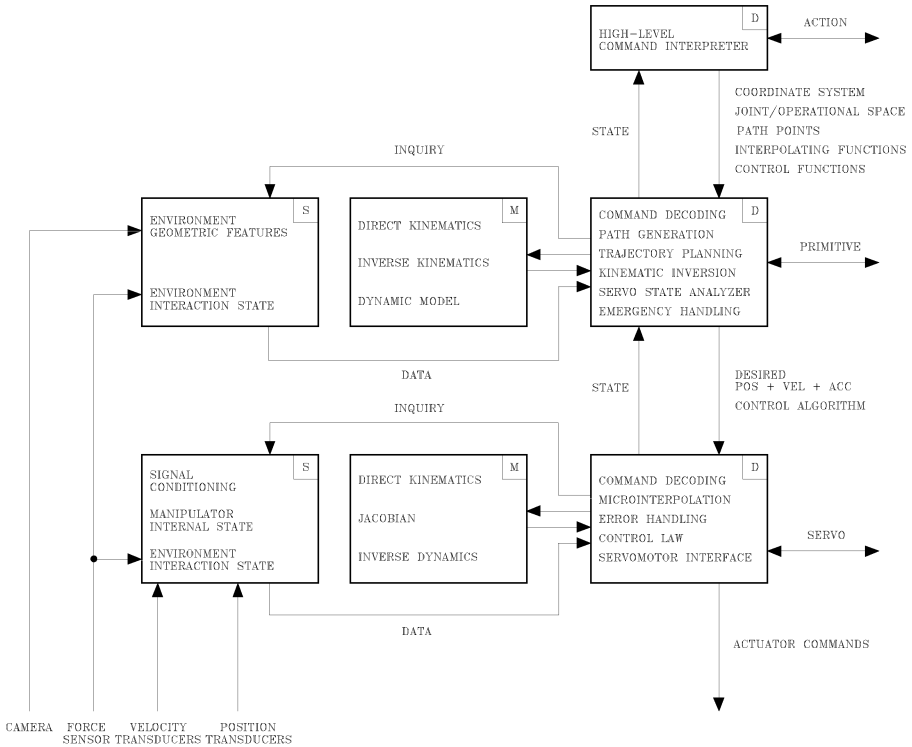 D
ACTION
HIGH-LEVEL
COMMAND INTERPRETER
COORDINATE SYSTEM
JOINT/OPERATIONAL SPACE
STATE
PATH POINTS
INTERPOLATING FUNCTIONS
CONTROL FUNCTIONS
INQUIRY
S
ENVIRONMENT
GEOMETRIC FEATURES
ENVIRONMENT
INTERACTION STATE
M
DIRECT KINEMATICS
INVERSE KINEMATICS
DYNAMIC MODEL
D
COMMAND DECODING
PATH GENERATION
TRAJECTORY PLANNING
KINEMATIC INVERSION
SERVO STATE ANALYZER
EMERGENCY HANDLING
PRIMITIVE
DATA
STATE
DESIRED
POS + VEL + ACC
CONTROL ALGORITHM
INQUIRY
S
SIGNAL
CONDITIONING
MANIPULATOR
INTERNAL STATE
ENVIRONMENT
INTERACTION STATE
M
DIRECT KINEMATICS
JACOBIAN
INVERSE DYNAMICS
D
COMMAND DECODING
MICROINTERPOLATION
ERROR HANDLING
CONTROL LAW
SERVOMOTOR INTERFACE
SERVO
DATA
ACTUATOR COMMANDS
CAMERA
FORCE
SENSOR
VELOCITY
TRANSDUCERS
POSITION
TRANSDUCERS